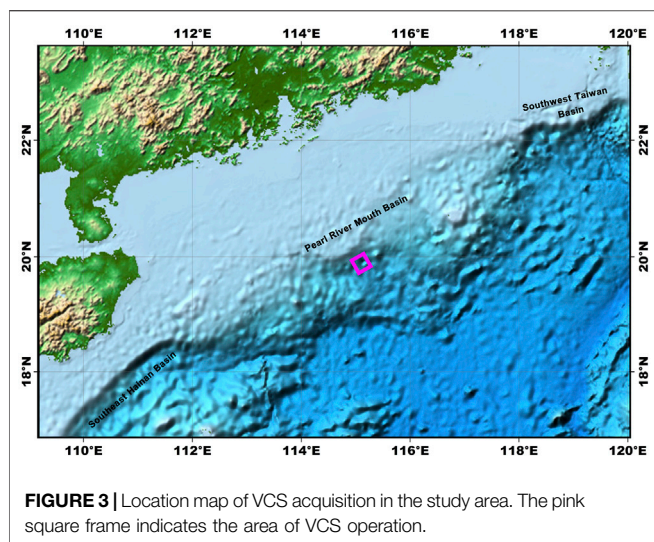 110°E 112°E 114°E 116°E 118°E 120°E
Southwest Taiwan
Basin
22°N 22°N
Pearl River Mouth Basin
20°N 20°N
18°N 18°N
Southeast Hainan Basin
110°E 112°E 114°E 116°E 118°E 120°E
FIGURE 3 | Location map of VCS acquisition in the study area. The pink
square frame indicates the area of VCS operation.